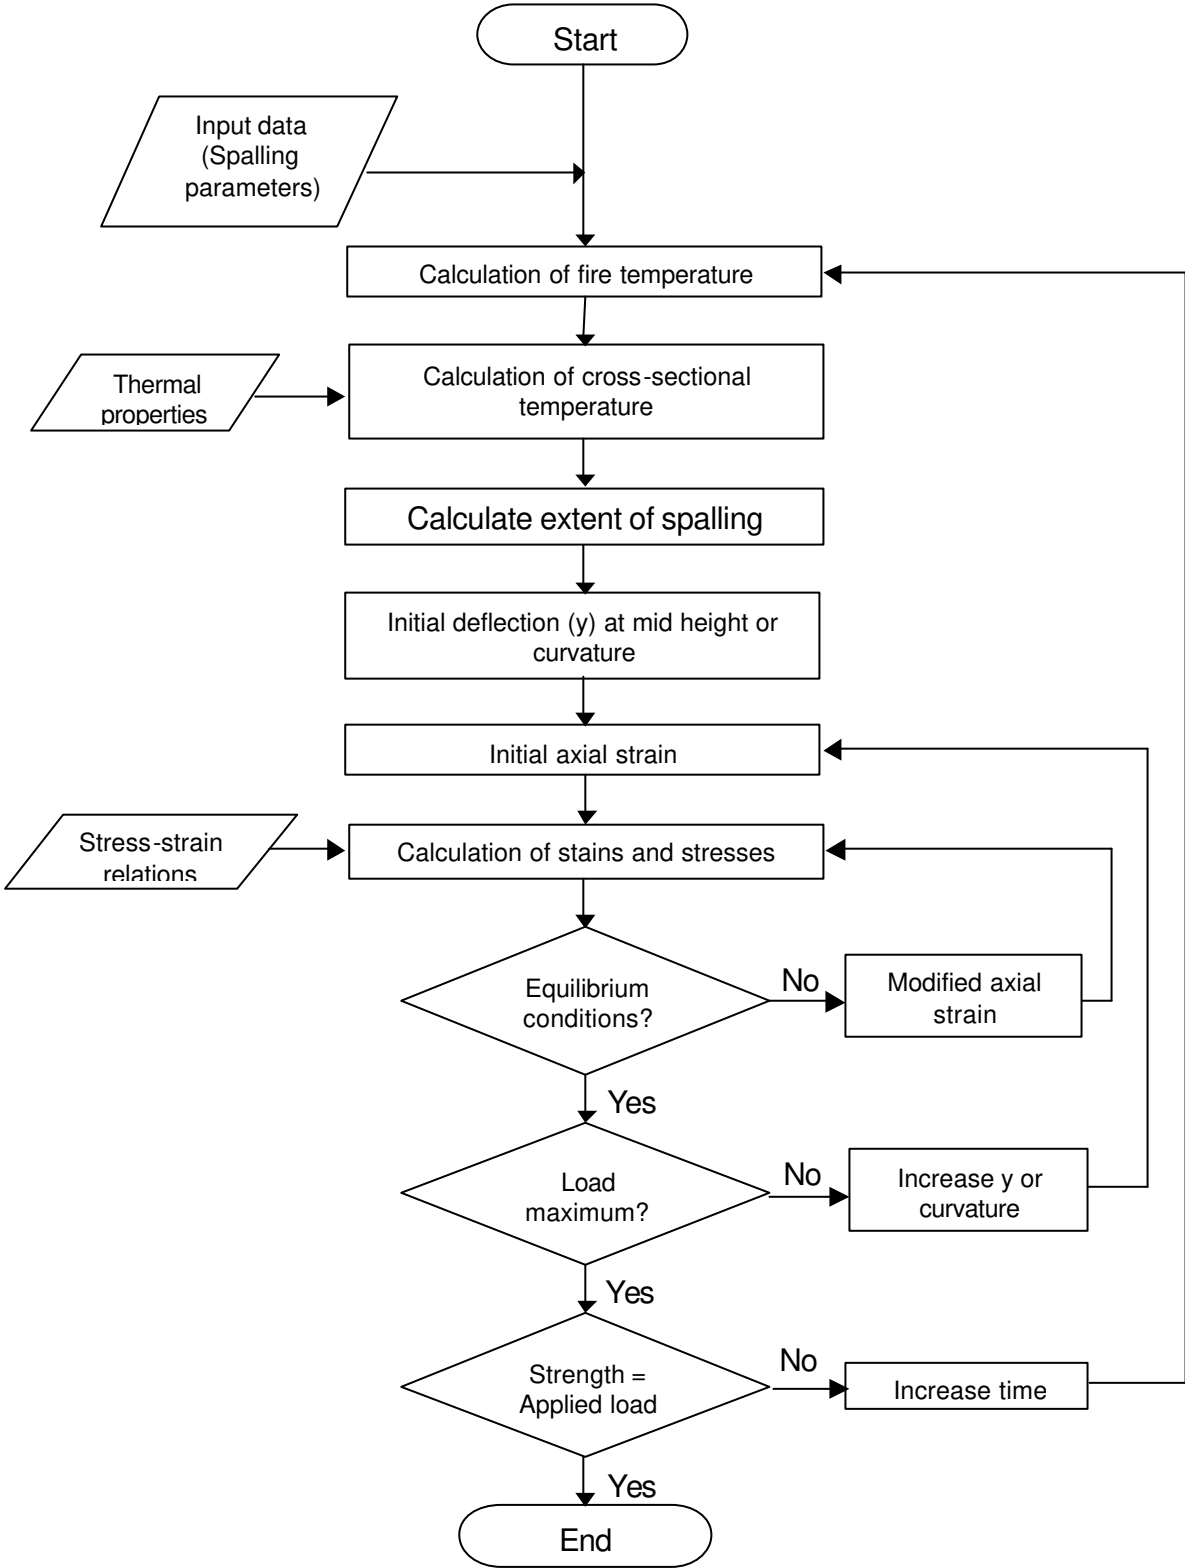 Start
Input data
(Spalling
parameters)
Calculation of fire temperature
Thermal
properties
Calculation of cross-sectional
temperature
Calculate extent of spalling
Initial deflection (y) at mid height or
curvature
Initial axial strain
Stress-strain
relations
Calculation of stains and stresses
Equilibrium
conditions?
No
Modified axial
strain
Yes
Load
maximum?
No
Increase y or
curvature
Yes
Strength =
Applied load
No
Increase time
Yes
End